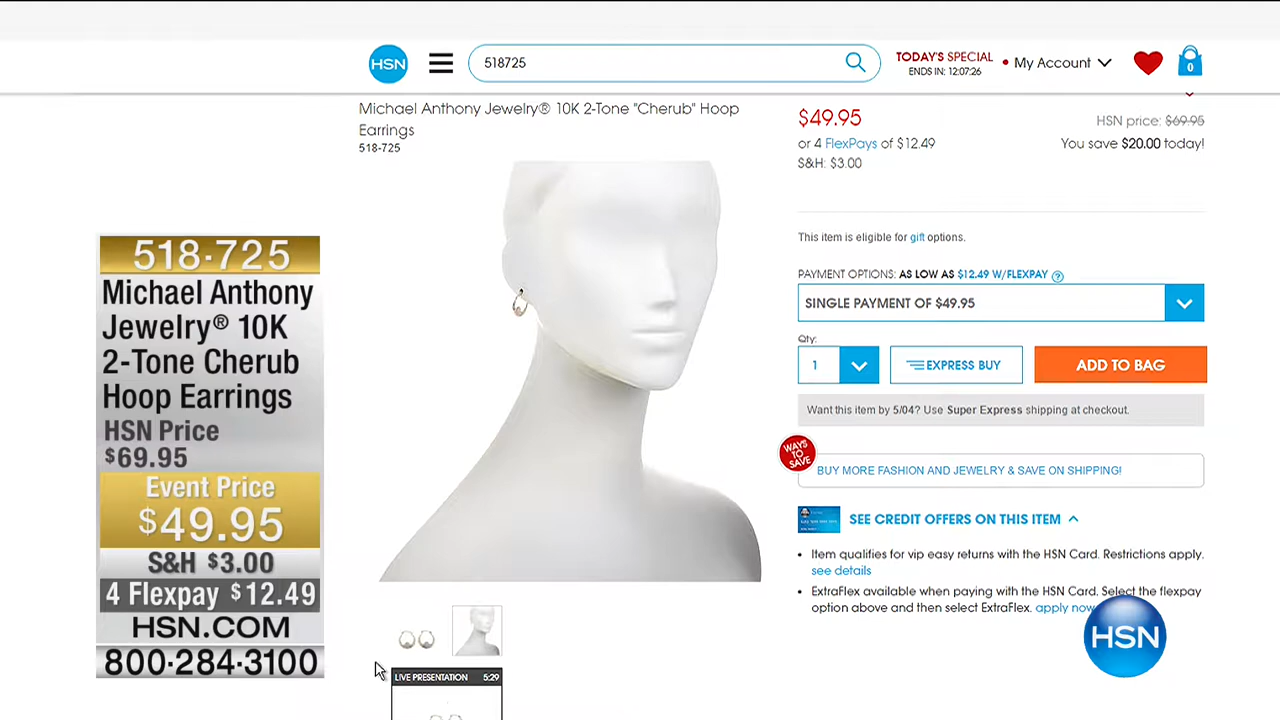 HSN
518725
TODAY'S SPECIAL
ENDS IN: 12:07:26
My Account
0
Michael Anthony Jewelry® 10K 2-Tone "Cherub" Hoop
Earrings
518-725
$49.95
HSN price: $69.95
or 4 FlexPays of $12.49
You save $20.00 today!
S&H: $3.00
This item is eligible for gift options.
PAYMENT OPTIONS: AS LOW AS $12.49 W/FLEXPAY ?
SINGLE PAYMENT OF $49.95
Qty:
1
EXPRESS BUY
ADD TO BAG
Want this item by 5/04? Use Super Express shipping at checkout.
WAYS
TO
SAVE
BUY MORE FASHION AND JEWELRY & SAVE ON SHIPPING!
SEE CREDIT OFFERS ON THIS ITEM
• Item qualifies for vip easy returns with the HSN Card. Restrictions apply.
see details
• ExtraFlex available when paying with the HSN Card. Select the flexpay
option above and then select ExtraFlex. apply now
HSN
518·725
Michael Anthony
Jewelry® 10K
2-Tone Cherub
Hoop Earrings
HSN Price
$69.95
Event Price
$49.95
S&H $3.00
4 Flexpay $12.49
HSN.COM
800·284·3100
LIVE PRESENTATION 5:29